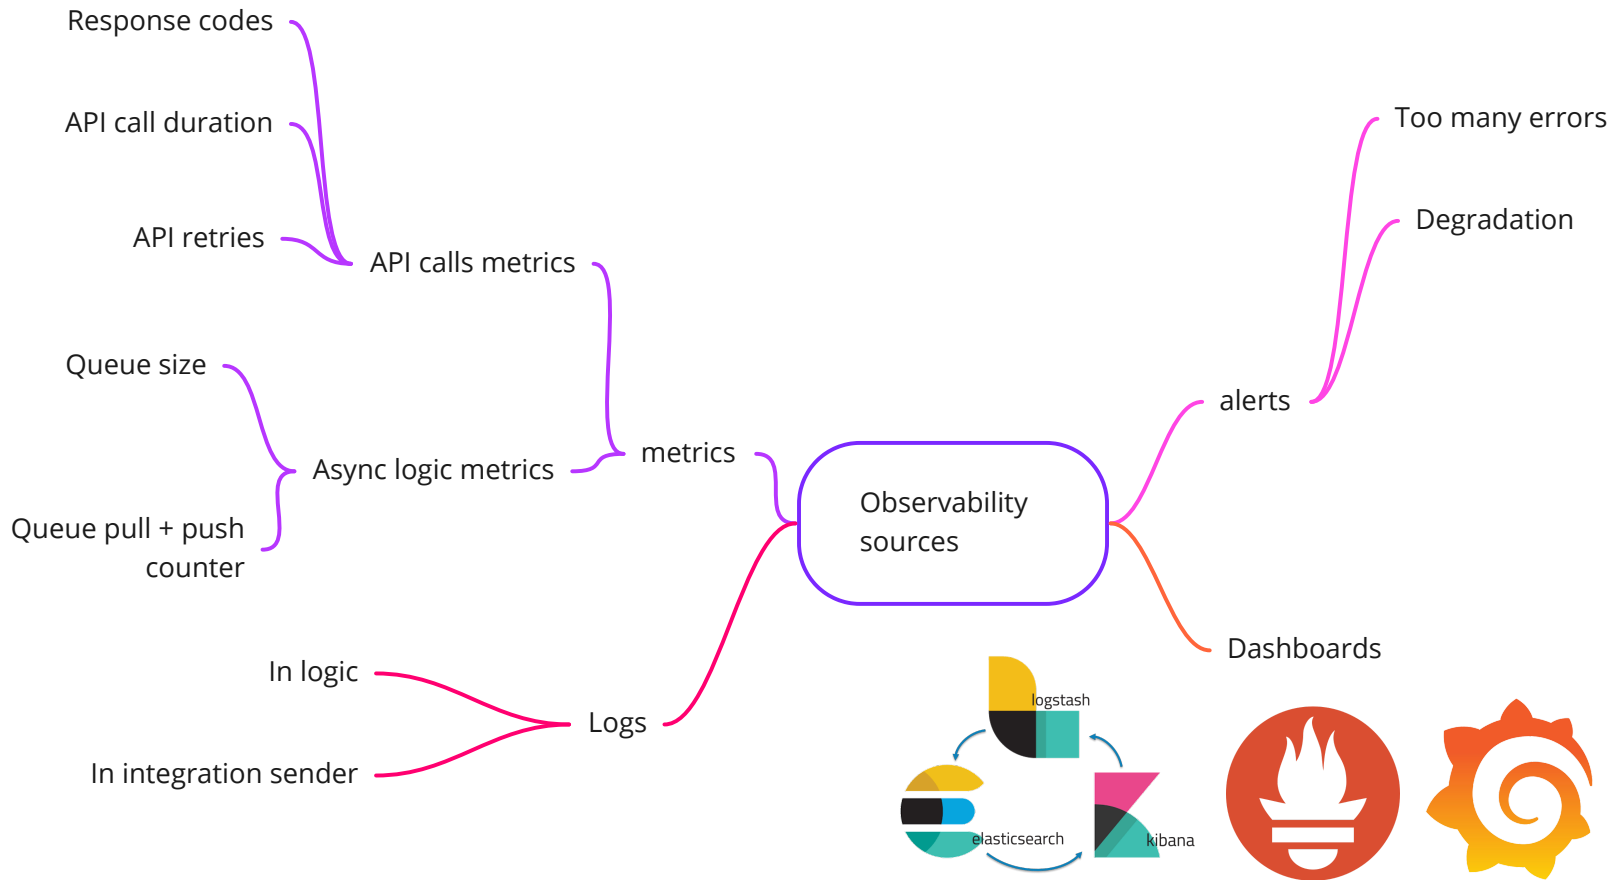 Response codes
API call duration
API retries
API calls metrics
Queue size
Async logic metrics
Queue pull + push
counter
metrics
In logic
In integration sender
Logs
Observability
sources
Too many errors
Degradation
alerts
Dashboards
logstash
elasticsearch
kibana